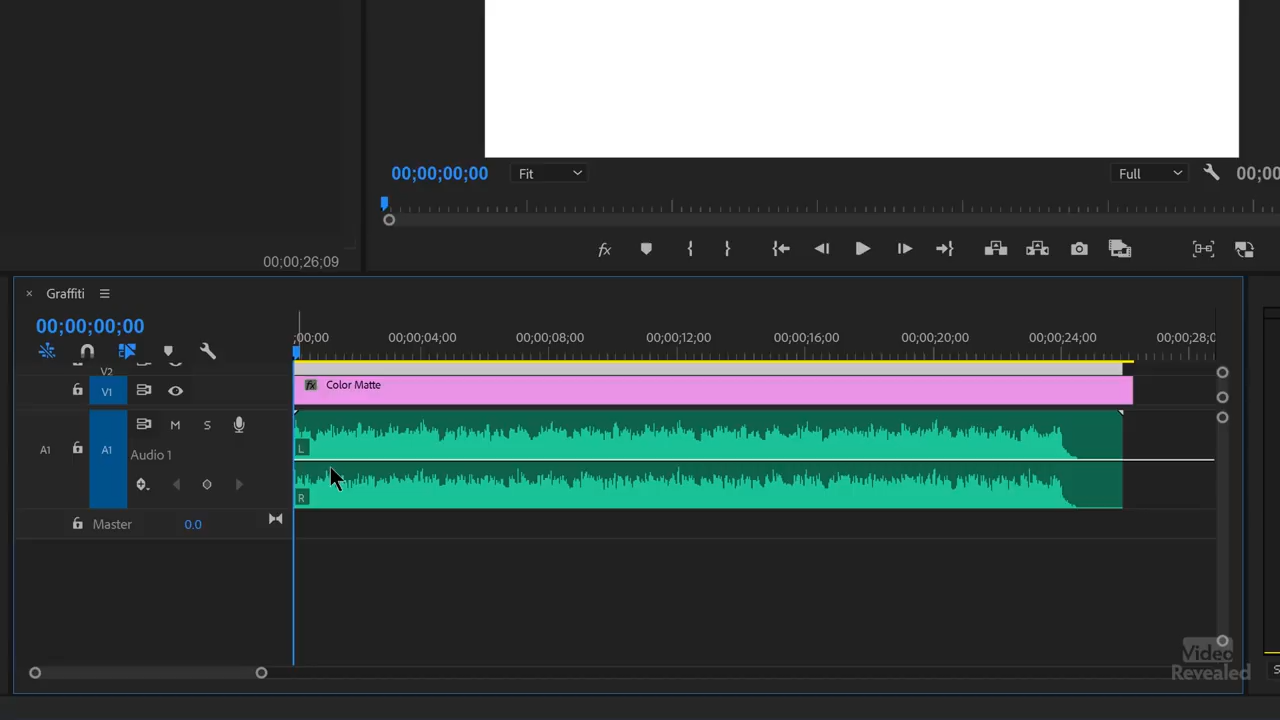 00;00;00;00 Fit Full 00;00
fx
00;00;26;09
× Graffiti
00;00;00;00
;00;00 00;00;04;00 00;00;08;00 00;00;12;00 00;00;16;00 00;00;20;00 00;00;24;00 00;00;28;0
V2
V1 fx Color Matte
M S
A1 A1 Audio 1 L
R
Master 0.0
Video
Revealed
S